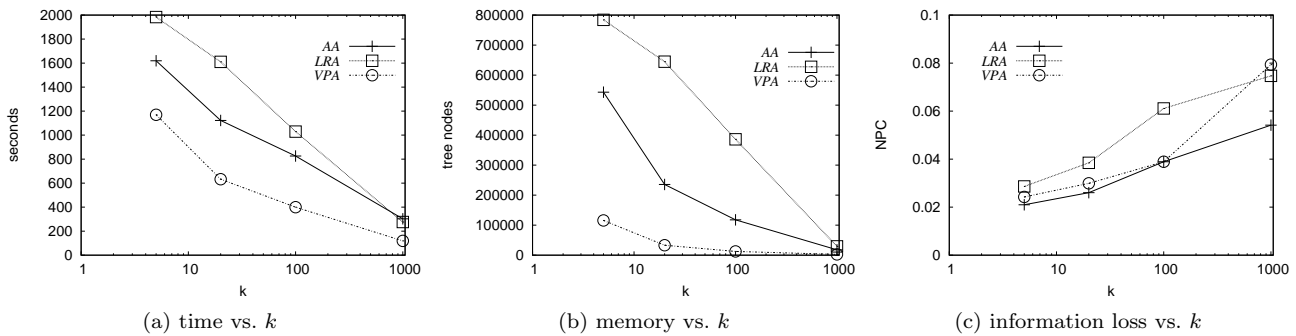 2000
1800
1600
1400
1200
1000
800
600
400
200
0
seconds
1 10 100 1000
k
AA
LRA
VPA
(a) time vs. k
800000
700000
600000
500000
400000
300000
200000
100000
0
tree nodes
1 10 100 1000
k
AA
LRA
VPA
(b) memory vs. k
0.1
0.08
0.06
0.04
0.02
0
NPC
1 10 100 1000
k
AA
LRA
VPA
(c) information loss vs. k